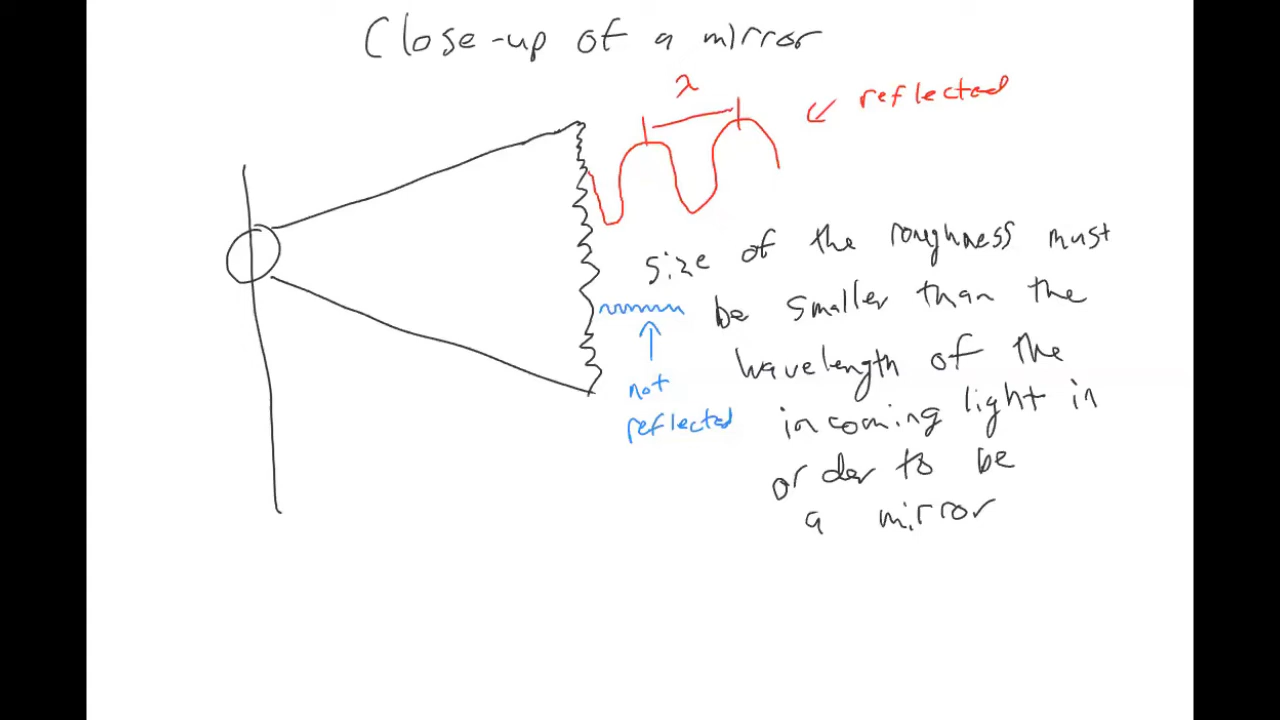 Close-up of a mirror
λ
reflected
size of the roughness must
be smaller than the
wavelength of the
incoming light in
order to be
a mirror
not
reflected